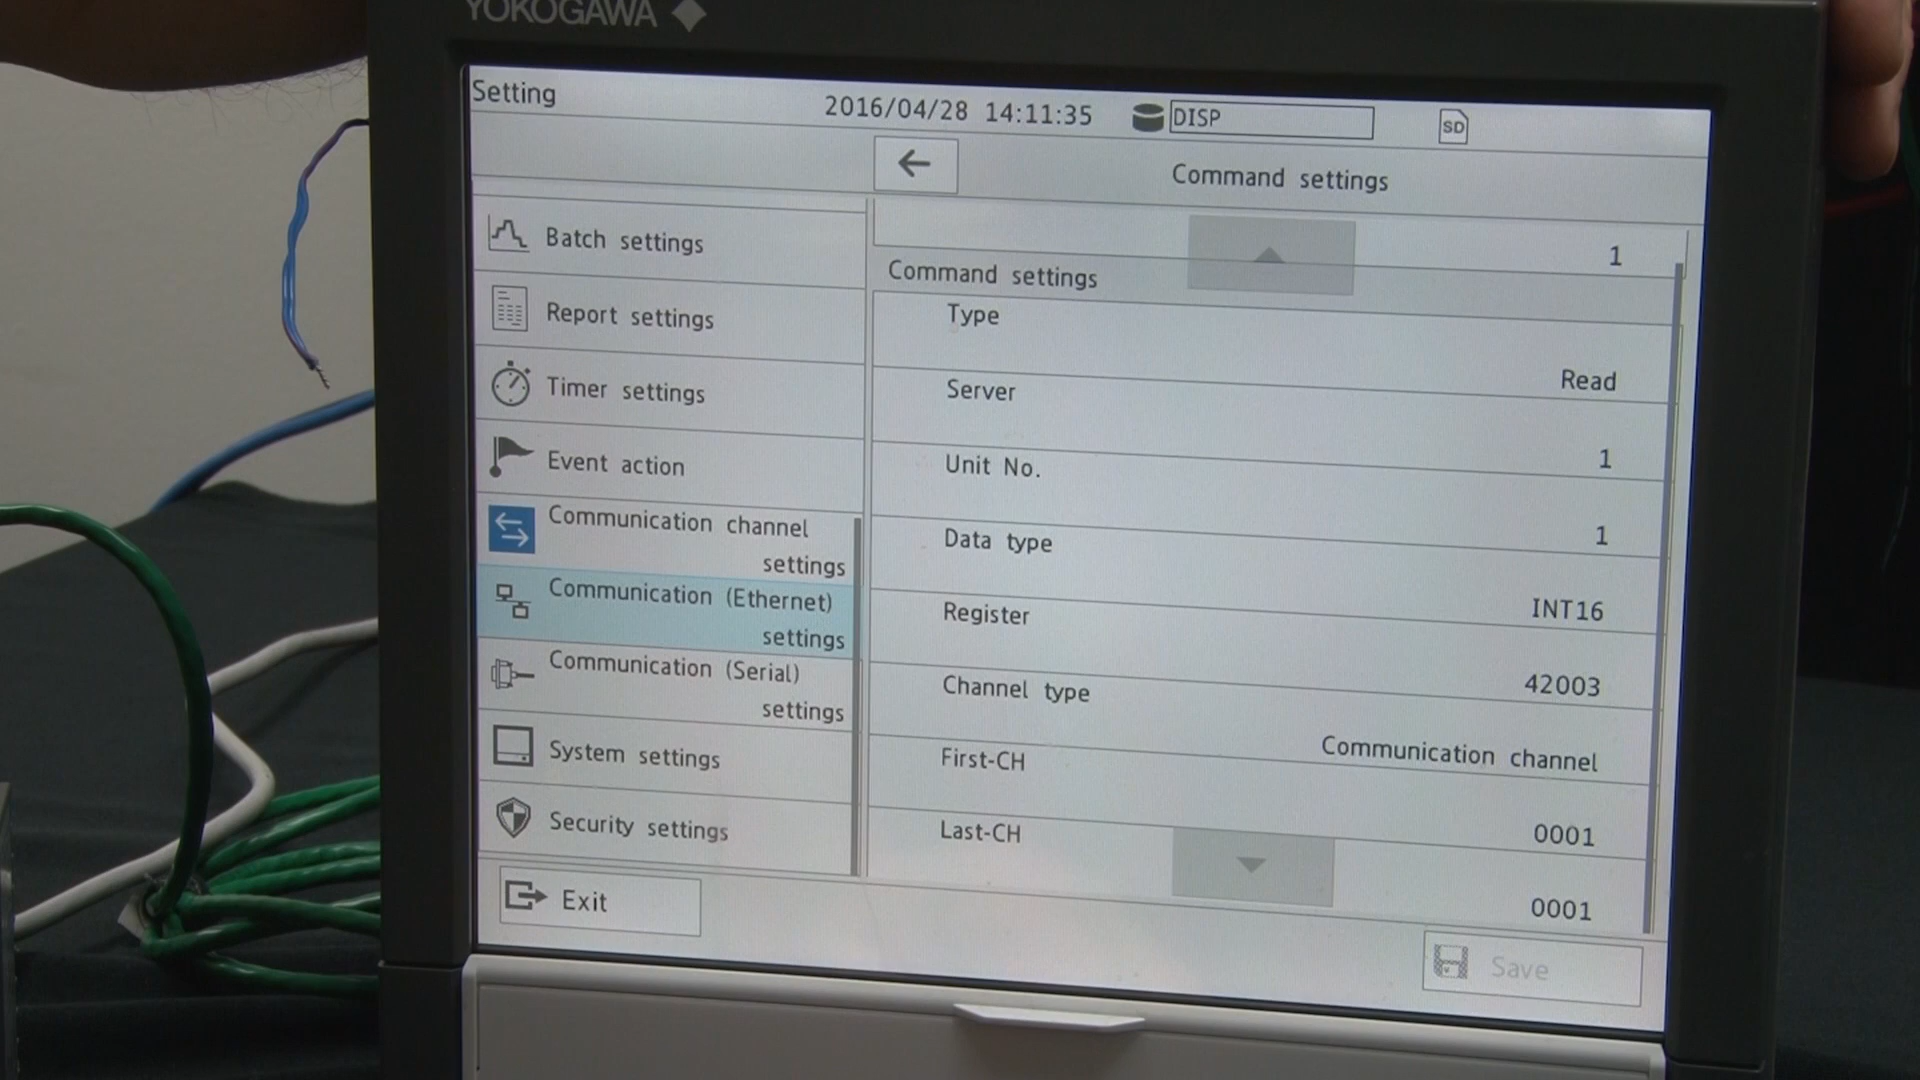 YOKOGAWA
Setting
2016/04/28 14:11:35
DISP
SD
Command settings
Batch settings
Report settings
Timer settings
Event action
Communication channel
settings
Communication (Ethernet)
settings
Communication (Serial)
settings
System settings
Security settings
Exit
1
Command settings
Type
Read
Server
1
Unit No.
1
Data type
INT16
Register
42003
Channel type
Communication channel
First-CH
0001
Last-CH
0001
Save